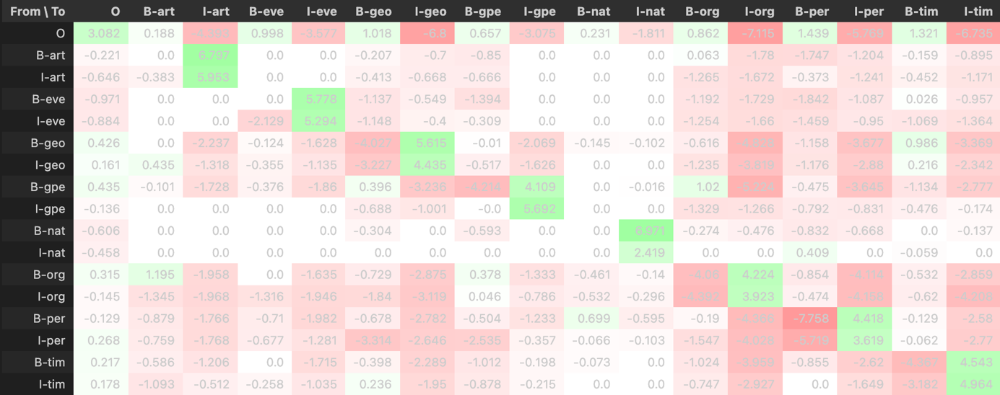 From \ To O B-art I-art B-eve I-eve B-geo I-geo B-gpe I-gpe B-nat I-nat B-org I-org B-per I-per B-tim I-tim
O 3.082 0.188 0.998 -3.577 1.018 -6.8 0.657 -3.075 0.231 -1.811 0.862 -7.115 1.439 -5.769 1.321 -6.735
B-art -0.221 0.0 6.797 0.0 0.0 -0.207 -0.7 -0.85 0.0 0.0 0.0 0.063 -1.78 -1.747 -1.204 -0.159 -0.895
I-art -0.646 -0.383 5.953 0.0 0.0 -0.413 -0.668 -0.666 0.0 0.0 0.0 -1.265 -1.672 -0.373 -1.241 -0.452 -1.171
B-eve -0.971 0.0 0.0 0.0 5.778 -1.137 -0.549 -1.394 0.0 0.0 0.0 -1.192 -1.729 -1.842 -1.087 0.026 -0.957
I-eve -0.884 0.0 0.0 -2.129 5.294 -1.148 -0.4 -0.309 0.0 0.0 0.0 -1.254 -1.66 -1.459 -0.95 -1.069 -1.364
B-geo 0.426 0.0 -2.237 -0.124 -1.628 -4.027 5.615 -0.01 -2.069 -0.145 -0.102 -0.616 -1.158 -3.677 0.986 -3.369
I-geo 0.161 0.435 -1.318 -0.355 -1.135 -3.227 4.435 -0.517 -1.626 0.0 0.0 -1.235 -3.819 -1.176 -2.88 0.216 -2.342
B-gpe 0.435 -0.101 -1.728 -0.376 -1.86 0.396 -3.236 -4.214 4.109 0.0 -0.016 1.02 -0.475 -3.645 -1.134 -2.777
I-gpe -0.136 0.0 0.0 0.0 0.0 -0.688 -1.001 -0.0 5.692 0.0 0.0 -1.329 -1.266 -0.792 -0.831 -0.476 -0.174
B-nat -0.606 0.0 0.0 0.0 0.0 -0.304 0.0 -0.593 0.0 0.0 6.971 -0.274 -0.476 -0.832 -0.668 0.0 -0.137
I-nat -0.458 0.0 0.0 0.0 0.0 0.0 0.0 0.0 0.0 0.0 2.419 0.0 0.0 0.409 0.0 -0.059 0.0
B-org 0.315 1.195 -1.958 0.0 -1.635 -0.729 -2.875 0.378 -1.333 -0.461 -0.14 -4.06 4.224 -0.854 -4.114 -0.532 -2.859
I-org -0.145 -1.345 -1.968 -1.316 -1.946 -1.84 -3.119 0.046 -0.786 -0.532 -0.296 3.923 -0.474 -4.158 -0.62
B-per -0.129 -0.879 -1.766 -0.71 -1.982 -0.678 -2.782 -0.504 -1.233 0.699 -0.595 -0.19 -7.758 4.418 -0.129 -2.58
I-per 0.268 -0.759 -1.768 -0.677 -1.281 -3.314 -2.646 -2.535 -0.357 -0.066 -0.103 -1.547 -4.028 -5.719 3.619 -0.062 -2.77
B-tim 0.217 -0.586 -1.206 0.0 -1.715 -0.398 -2.289 -1.012 -0.198 -0.073 0.0 -1.024 -3.959 -0.855 -2.62 4.543
I-tim 0.178 -1.093 -0.512 -0.258 -1.035 0.236 -1.95 -0.878 -0.215 0.0 0.0 -0.747 -2.927 0.0 -1.649 -3.182 4.964